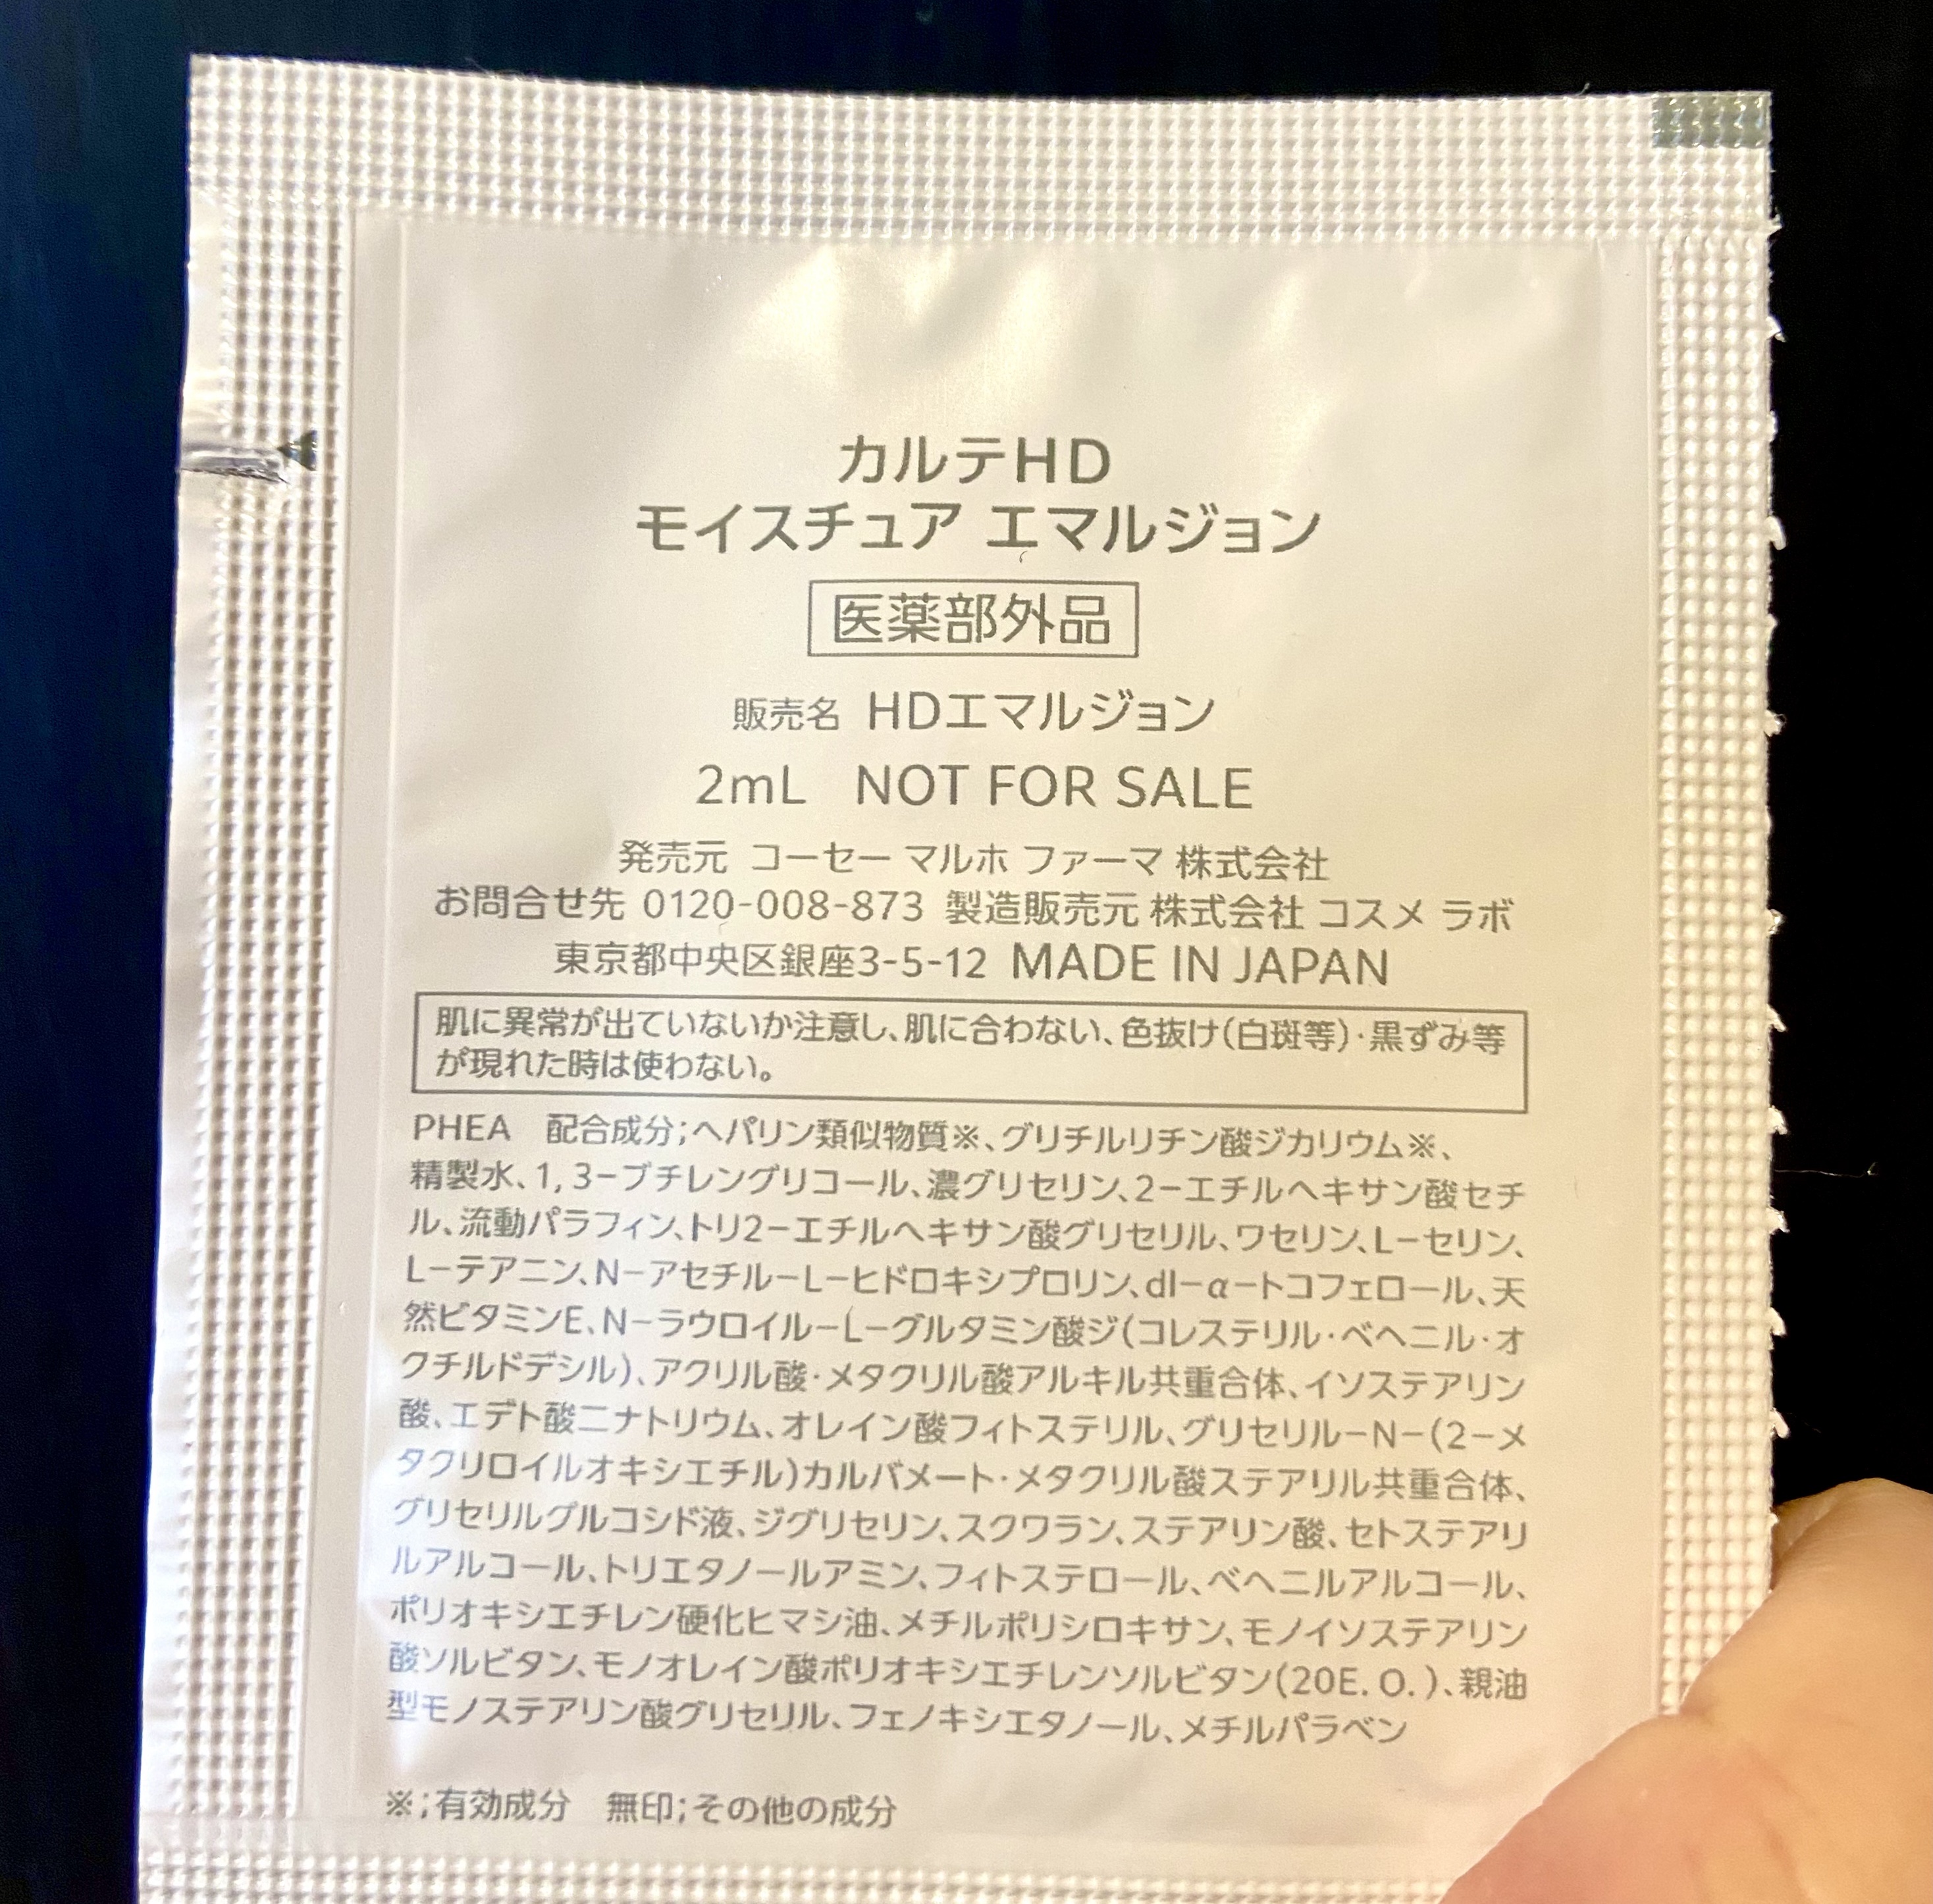 カルテHD
モイスチュア エマルジョン
医薬部外品
販売名 HDエマルジョン
2mL NOT FOR SALE
発売元 コーセー マルホ ファーマ 株式会社
お問合せ先 0120-008-873 製造販売元 株式会社 コスメ ラボ
東京都中央区銀座3-5-12 MADE IN JAPAN
肌に異常が出ていないか注意し、肌に合わない、色抜け(白斑等)・黒ずみ等
が現れた時は使わない。
PHEA　配合成分;ヘパリン類似物質※、グリチルリチン酸ジカリウム※、
精製水、1,3−ブチレングリコール、濃グリセリン、2−エチルヘキサン酸セチ
ル、流動パラフィン、トリ2−エチルヘキサン酸グリセリル、ワセリン、L−セリン、
L−テアニン、N−アセチル−L−ヒドロキシプロリン、dl−α−トコフェロール、天
然ビタミンE、N−ラウロイル−L−グルタミン酸ジ(コレステリル・ベヘニル・オ
クチルドデシル)、アクリル酸・メタクリル酸アルキル共重合体、イソステアリン
酸、エデト酸二ナトリウム、オレイン酸フィトステリル、グリセリル−N−(2−メ
タクリロイルオキシエチル)カルバメート・メタクリル酸ステアリル共重合体、
グリセリルグルコシド液、ジグリセリン、スクワラン、ステアリン酸、セトステアリ
ルアルコール、トリエタノールアミン、フィトステロール、ベヘニルアルコール、
ポリオキシエチレン硬化ヒマシ油、メチルポリシロキサン、モノイソステアリン
酸ソルビタン、モノオレイン酸ポリオキシエチレンソルビタン(20E.O.)、親油
型モノステアリン酸グリセリル、フェノキシエタノール、メチルパラベン
※;有効成分　無印;その他の成分